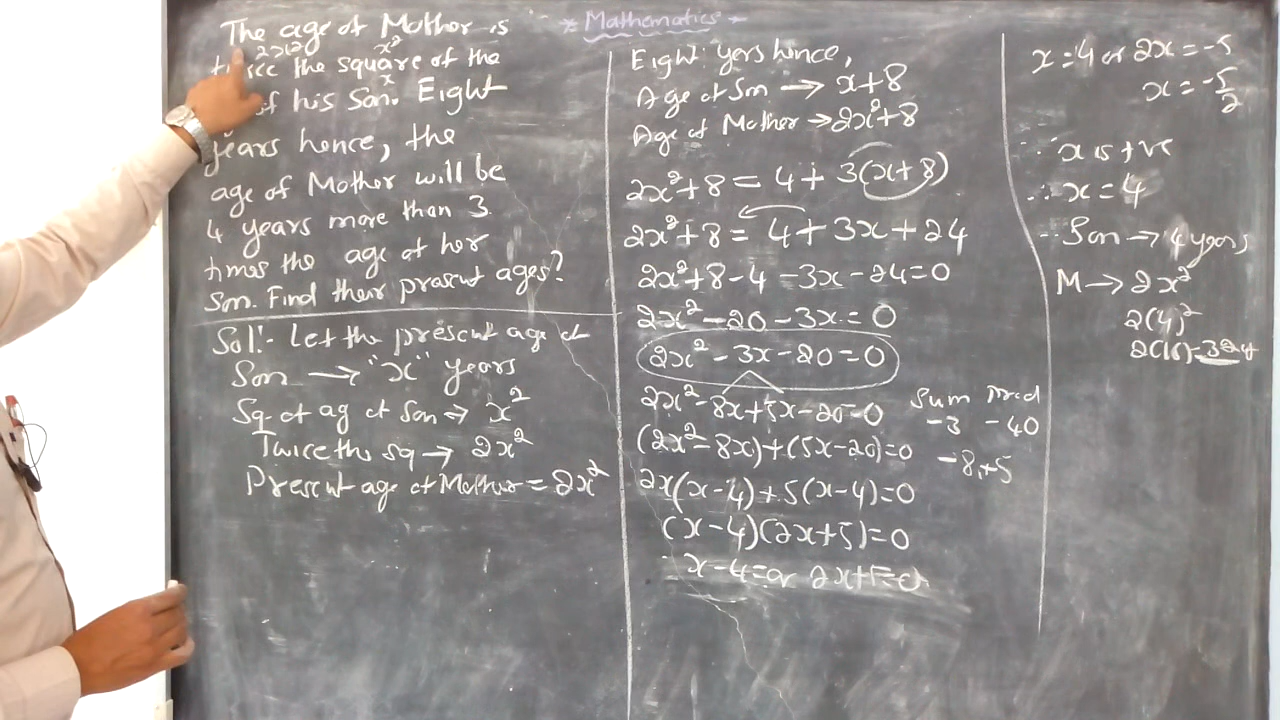 * Mathematics *
The age of Mother is
2x² x²
the square of the
x
of his Son. Eight
years hence, the
age of Mother will be
4 years more than 3
times the age of her
Son. Find their present ages?
Sol:- Let the present age of
Son → "x" years
Sq. of ag of Son → x²
Twice the sq → 2x²
Present age of Mother = 2x²
Eight yers hence,
Age of Son → x+8
Age of Mother → 2x²+8
2x²+8 = 4+ 3(x+8)
2x²+8 = 4+3x+24
2x²+8-4-3x-24=0
2x²-20-3x=0
2x²-3x-20=0
2x²-8x+5x-20=0
(2x²-8x)+(5x-20)=0
2x(x-4)+5(x-4)=0
(x-4)(2x+5)=0
x-4=or 2x+5=0
Sum Prod
-3 -40
-8,+5
x=4 or 2x=-5
x=-5/2
∵ x is +ve
∴ x=4
∴ Son → 4 years
M → 2x²
2(4)²
2(16)=32y